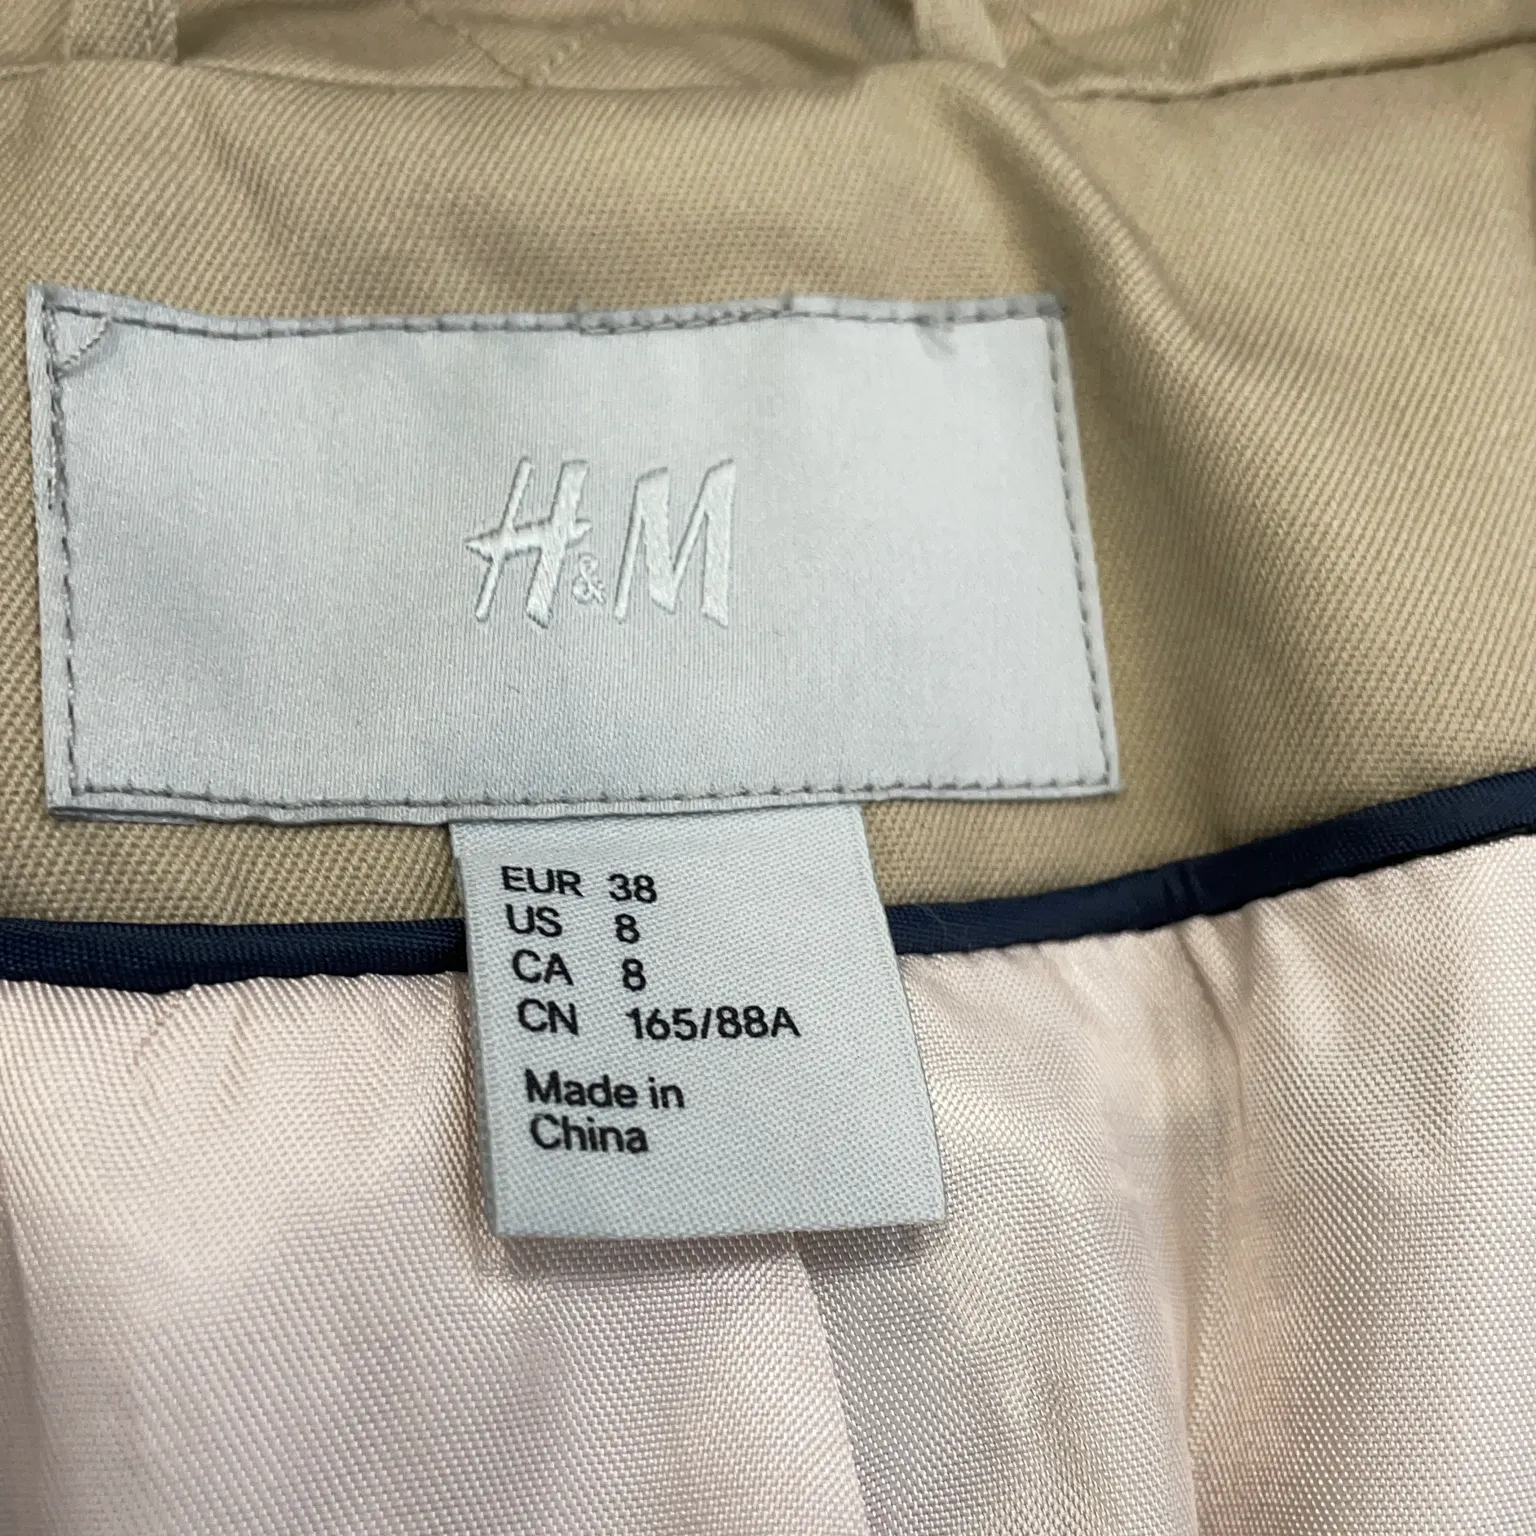 H&M
EUR 38
US 8
CA 8
CN 165/88A
Made in
China